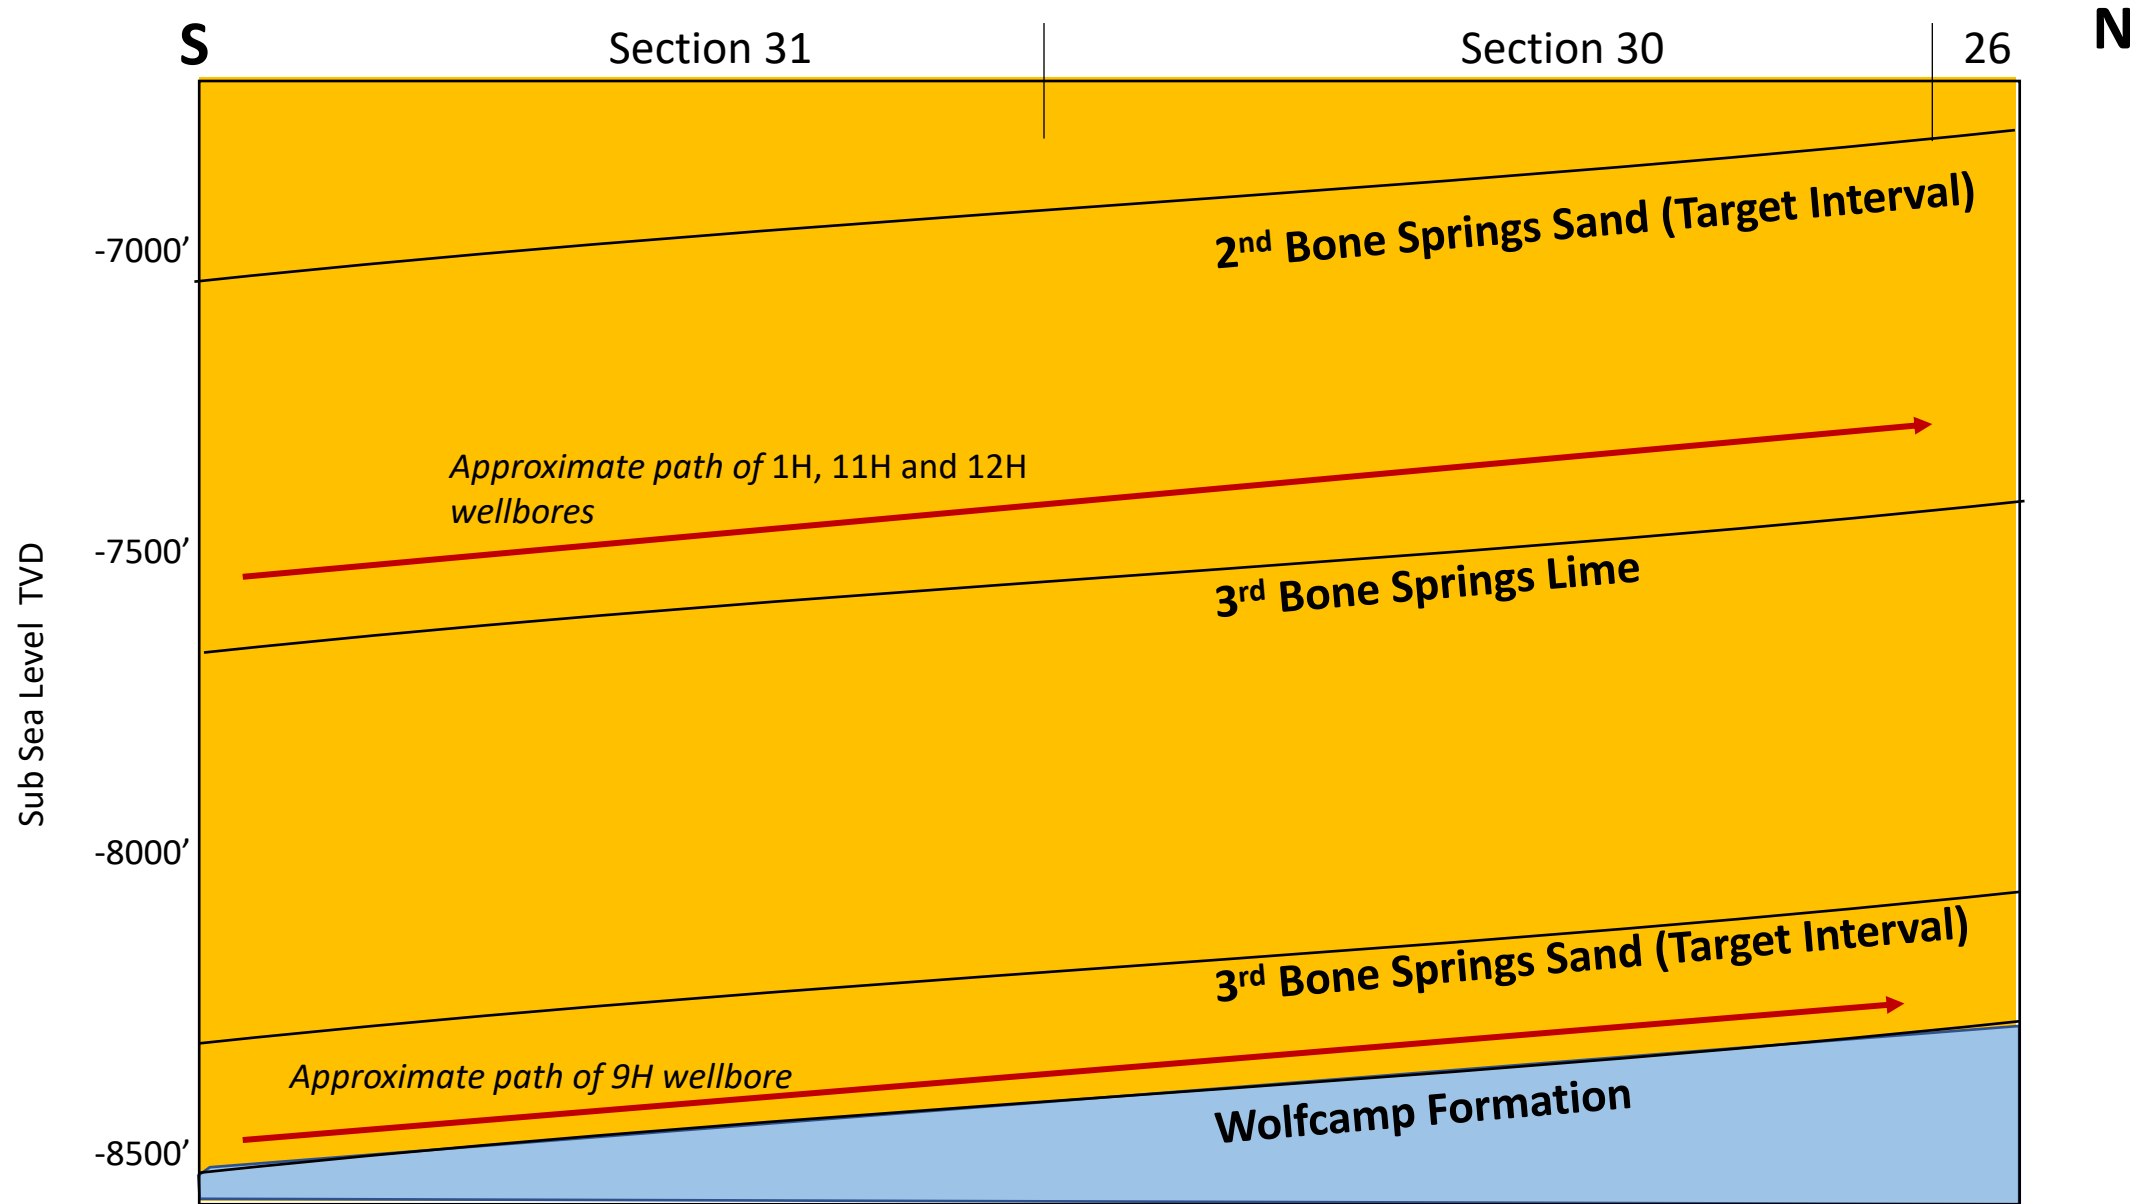 S
Section 31
Section 30
26
N
2nd Bone Springs Sand (Target Interval)
-7000’
Approximate path of 1H, 11H and 12H
wellbores
-7500’
Sub Sea Level TVD
3rd Bone Springs Lime
-8000’
3rd Bone Springs Sand (Target Interval)
Approximate path of 9H wellbore
Wolfcamp Formation
-8500’